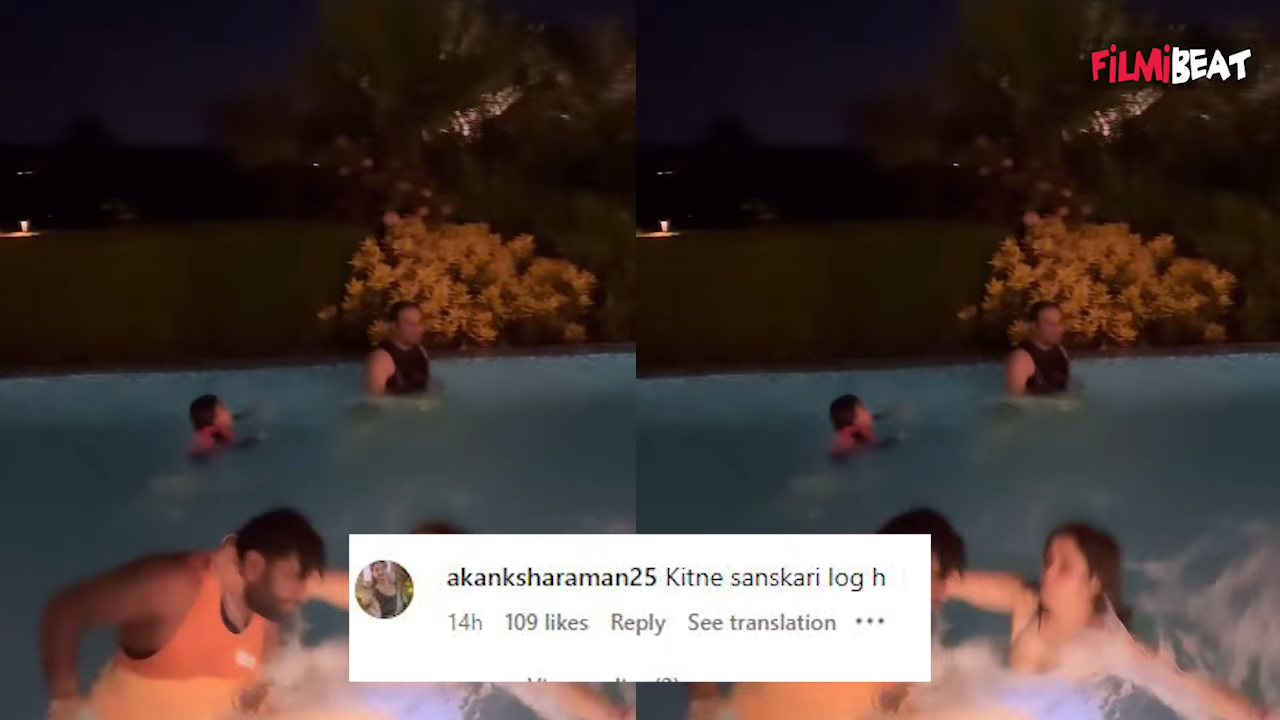 FiLMiBEAT
akanksharaman25 Kitne sanskari log h
14h 109 likes Reply See translation •••